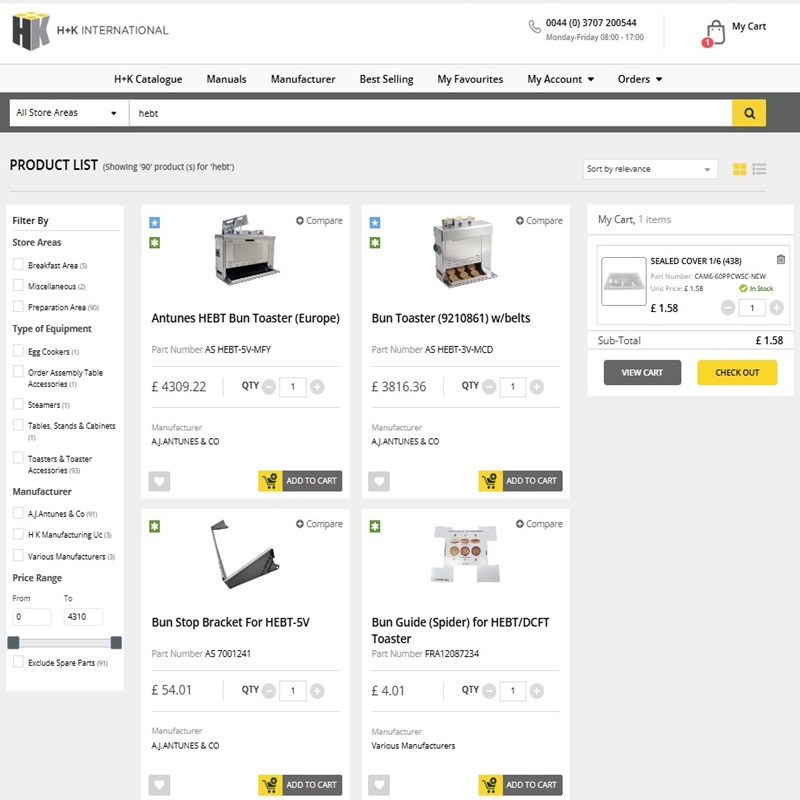 HK H+K INTERNATIONAL
0044 (0) 3707 200544
Monday-Friday 08:00 - 17:00
1
My Cart
H+K Catalogue Manuals Manufacturer Best Selling My Favourites My Account Orders
All Store Areas hebt
PRODUCT LIST (Showing '90' product (s) for 'hebt')
Sort by relevance
Filter By
Store Areas
Breakfast Area (5)
Miscellaneous (2)
Preparation Area (90)
Type of Equipment
Egg Cookers (1)
Order Assembly Table
Accessories (1)
Steamers (1)
Tables, Stands & Cabinets
(1)
Toasters & Toaster
Accessories (93)
Manufacturer
A.J.Antunes & Co (91)
H K Manufacturing Uc (3)
Various Manufacturers (3)
Price Range
From To
0 4310
Exclude Spare Parts (91)
Compare
Antunes HEBT Bun Toaster (Europe)
Part Number AS HEBT-5V-MFY
£ 4309.22 QTY 1
Manufacturer
A.J.ANTUNES & CO
ADD TO CART
Compare
Bun Toaster (9210861) w/belts
Part Number AS HEBT-3V-MCD
£ 3816.36 QTY 1
Manufacturer
A.J.ANTUNES & CO
ADD TO CART
Compare
Bun Stop Bracket For HEBT-5V
Part Number AS 7001241
£ 54.01 QTY 1
Manufacturer
A.J.ANTUNES & CO
ADD TO CART
Compare
Bun Guide (Spider) for HEBT/DCFT
Toaster
Part Number FRA12087234
£ 4.01 QTY 1
Manufacturer
Various Manufacturers
ADD TO CART
My Cart, 1 items
SEALED COVER 1/6 (438)
Part Number: CAM6-60PPCWSC-NEW
Unit Price: £ 1.58 In Stock
£ 1.58 1
Sub-Total £ 1.58
VIEW CART CHECK OUT